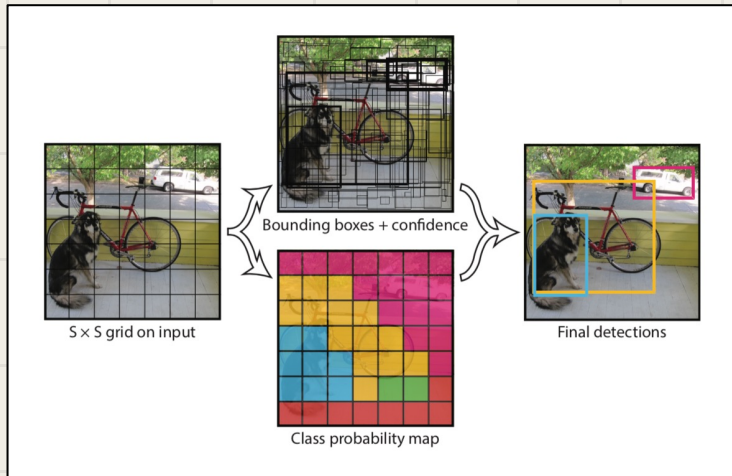 S × S grid on input
Bounding boxes + confidence
Class probability map
Final detections